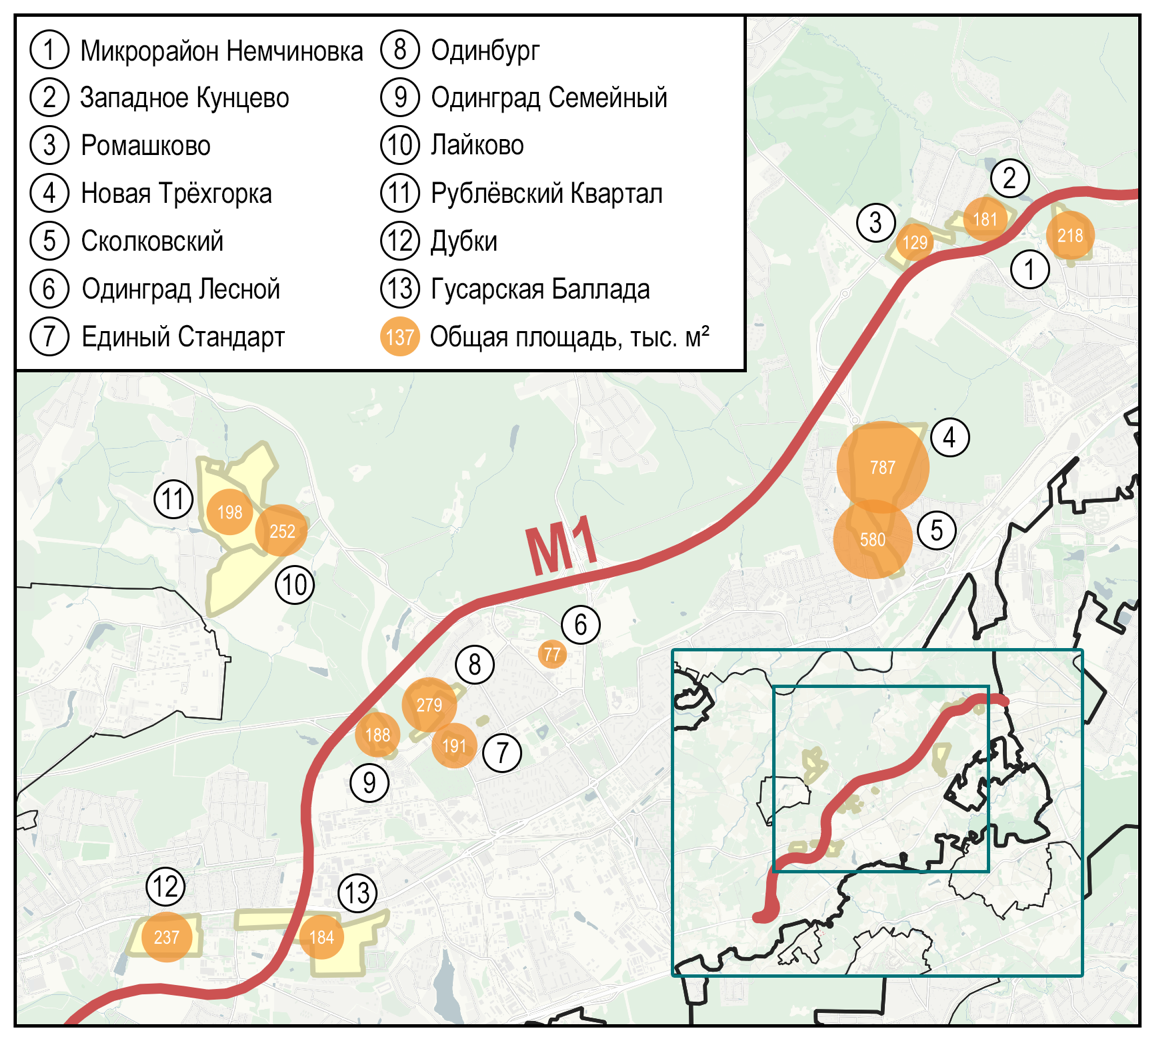 1 Микрорайон Немчиновка
2 Западное Кунцево
3 Ромашково
4 Новая Трёхгорка
5 Сколковский
6 Одинград Лесной
7 Единый Стандарт
8 Одинбург
9 Одинград Семейный
10 Лайково
11 Рублёвский Квартал
12 Дубки
13 Гусарская Баллада
137 Общая площадь, тыс. м²
2
181
3
129
218
1
4
787
5
580
11
198
252
10
М1
6
77
8
279
188
191
7
9
12
237
13
184